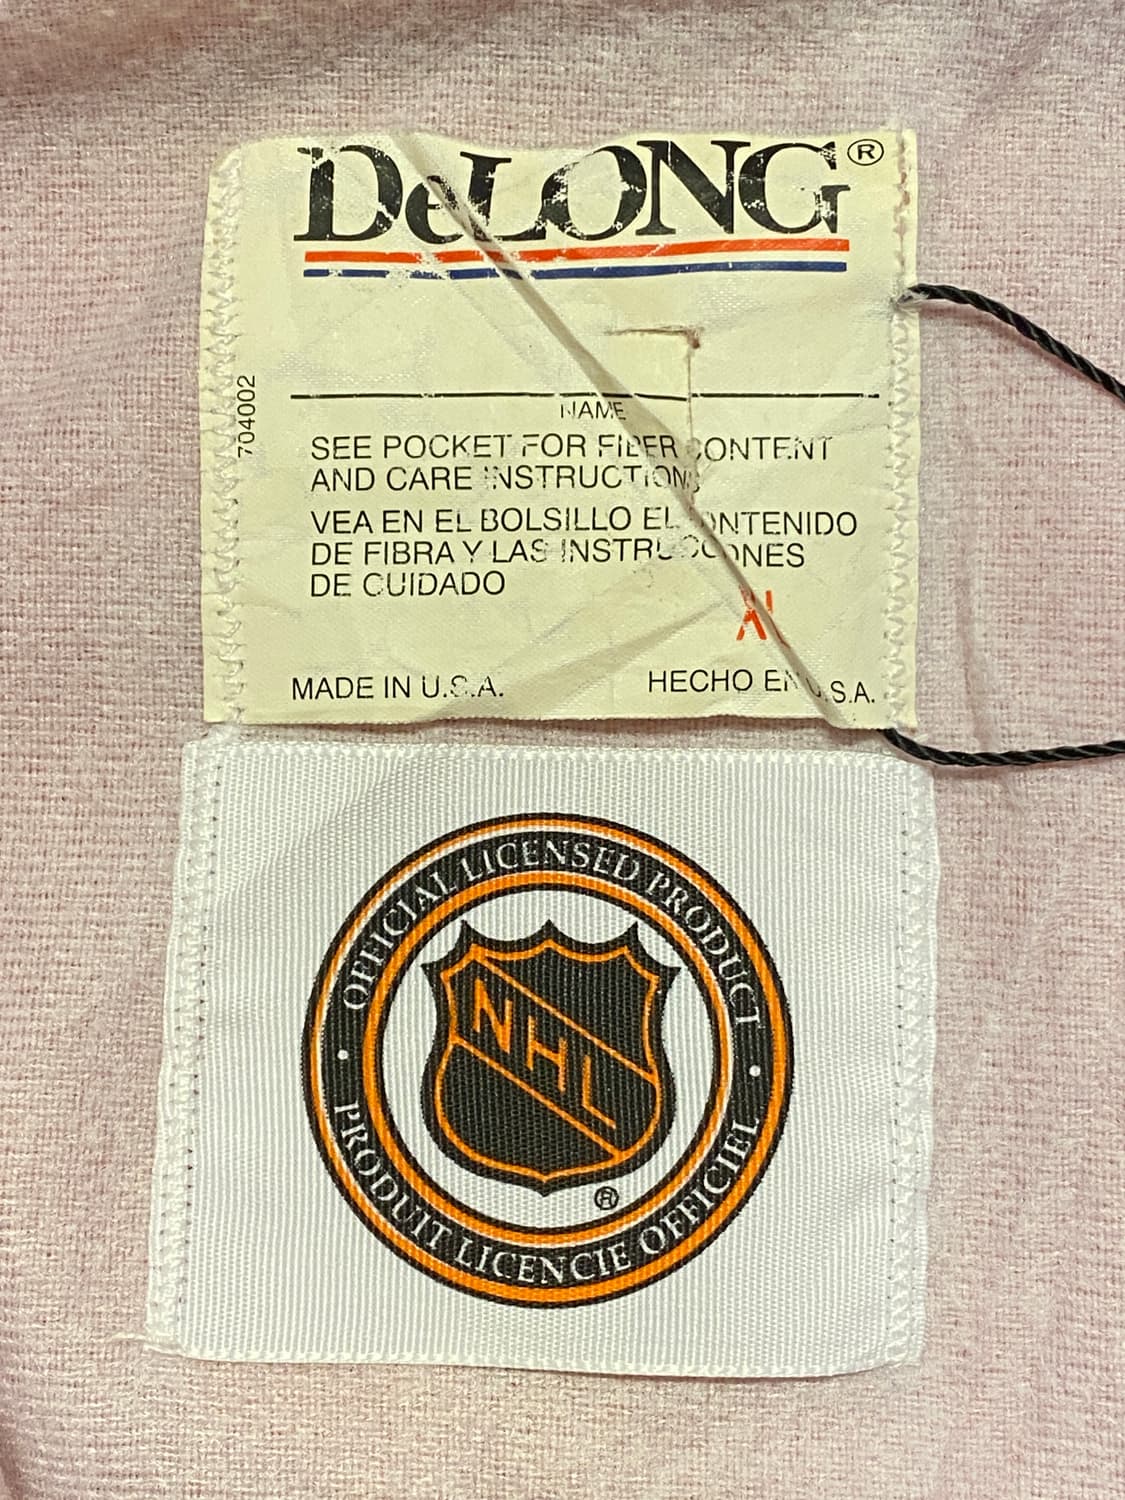 DeLONG®
704002
NAME
SEE POCKET FOR FIBER CONTENT
AND CARE INSTRUCTIONS
VEA EN EL BOLSILLO EL CONTENIDO
DE FIBRA Y LAS INSTRUCCIONES
DE CUIDADO
XL
MADE IN U.S.A. HECHO EN U.S.A.
OFFICIAL LICENSED PRODUCT
NHL
®
• PRODUIT LICENCIE OFFICIEL •